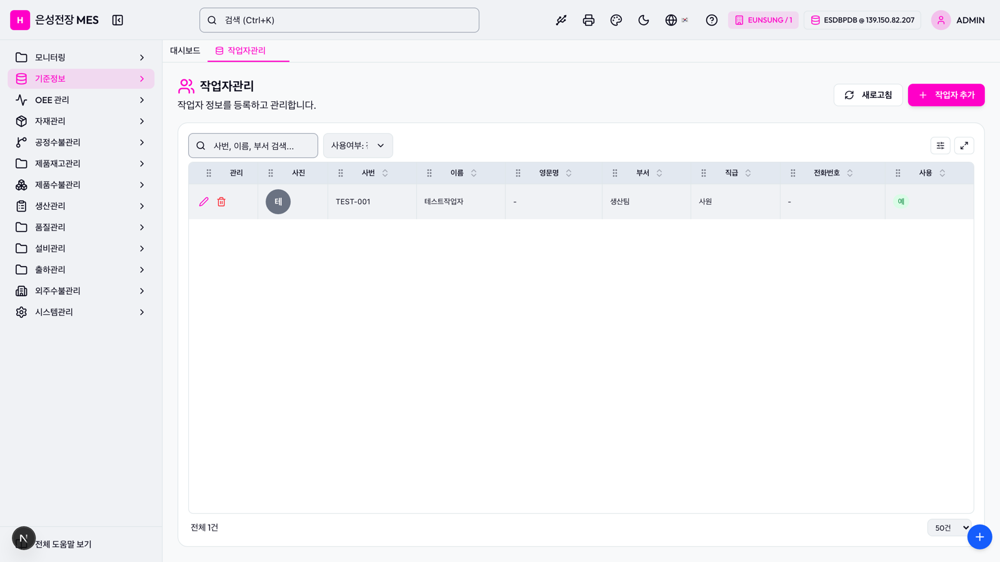 H 은성전장 MES 검색 (Ctrl+K) EUNSUNG / 1 ESDBPDB @ 139.150.82.207 ADMIN
모니터링
기준정보
OEE 관리
자재관리
공정수불관리
제품재고관리
제품수불관리
생산관리
품질관리
설비관리
출하관리
외주수불관리
시스템관리
N 전체 도움말 보기
대시보드 작업자관리
작업자관리
작업자 정보를 등록하고 관리합니다.
새로고침 작업자 추가
사번, 이름, 부서 검색... 사용여부:
관리 사진 사번 이름 영문명 부서 직급 전화번호 사용
테 TEST-001 테스트작업자 - 생산팀 사원 - 예
전체 1건 50건